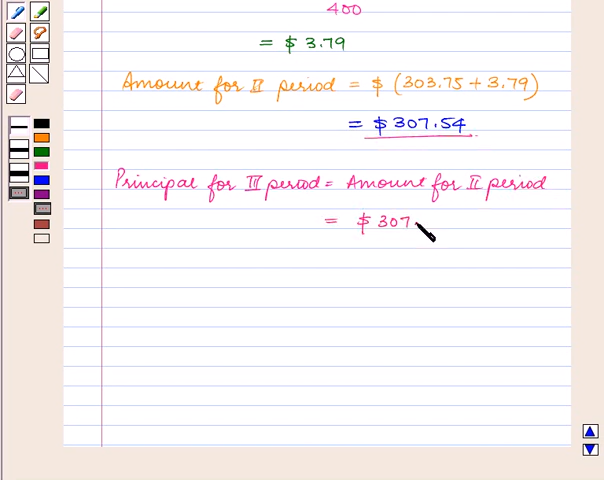 400
= $ 3.79
Amount for II period = $ (303.75 + 3.79)
= $ 307.54
Principal for III period = Amount for II period
= $ 307